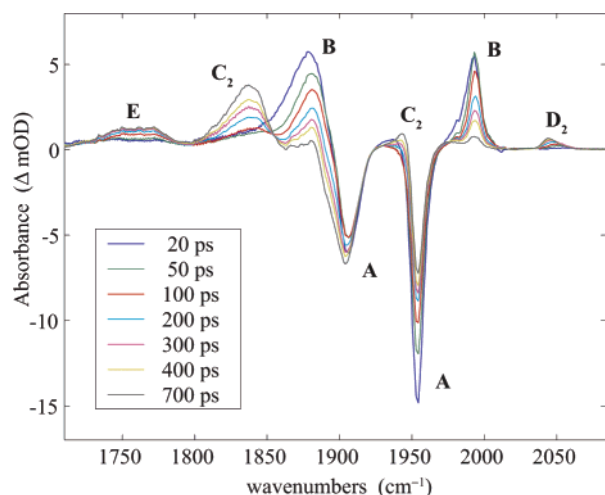 B
B
C2
C2
E
D2
A
A
5
0
-5
-10
-15
Absorbance (Δ mOD)
20 ps
50 ps
100 ps
200 ps
300 ps
400 ps
700 ps
1750 1800 1850 1900 1950 2000 2050
wavenumbers (cm⁻¹)